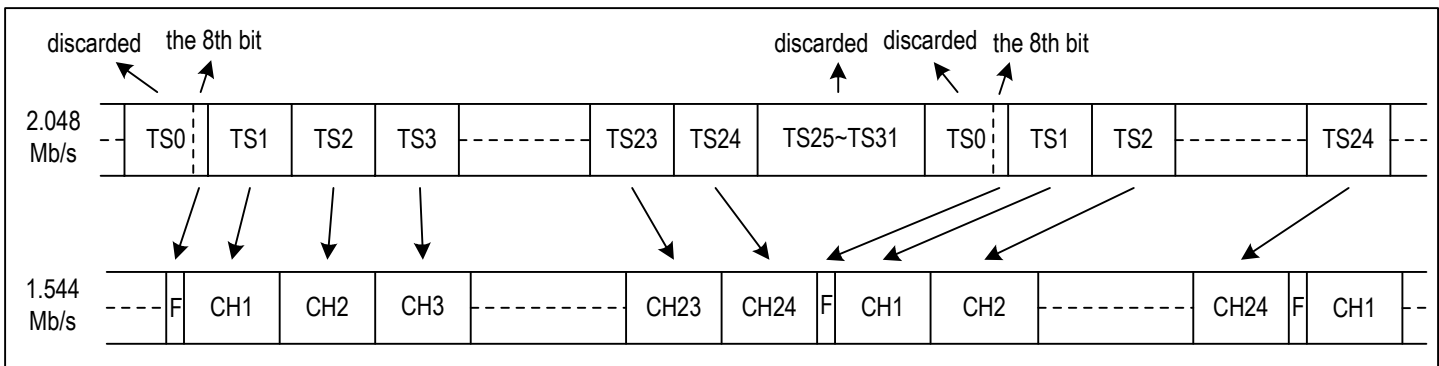 discarded the 8th bit discarded discarded the 8th bit
2.048
Mb/s
TS0 TS1 TS2 TS3 TS23 TS24 TS25~TS31 TS0 TS1 TS2 TS24
1.544
Mb/s
F CH1 CH2 CH3 CH23 CH24 F CH1 CH2 CH24 F CH1